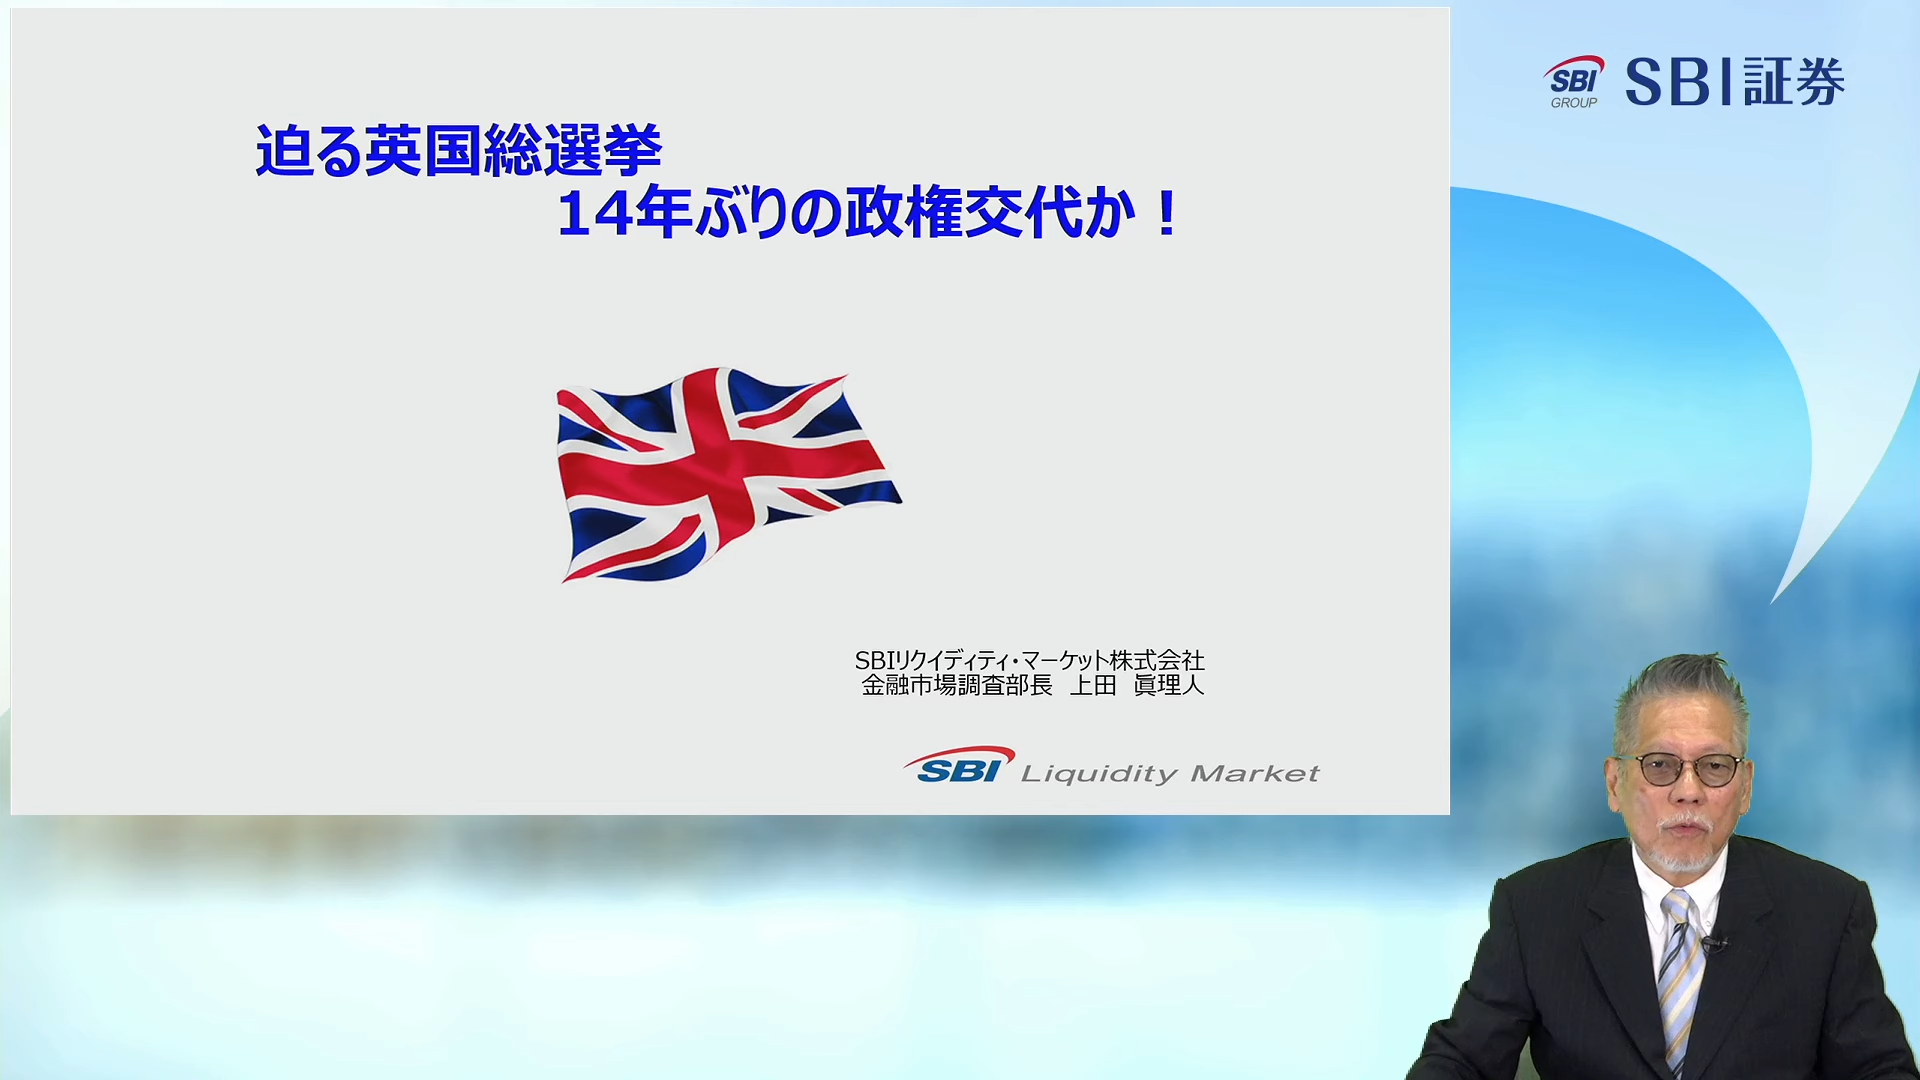 迫る英国総選挙
14年ぶりの政権交代か！
SBIリクイディティ・マーケット株式会社
金融市場調査部長　上田　眞理人
SBI Liquidity Market
SBI
GROUP
SBI証券